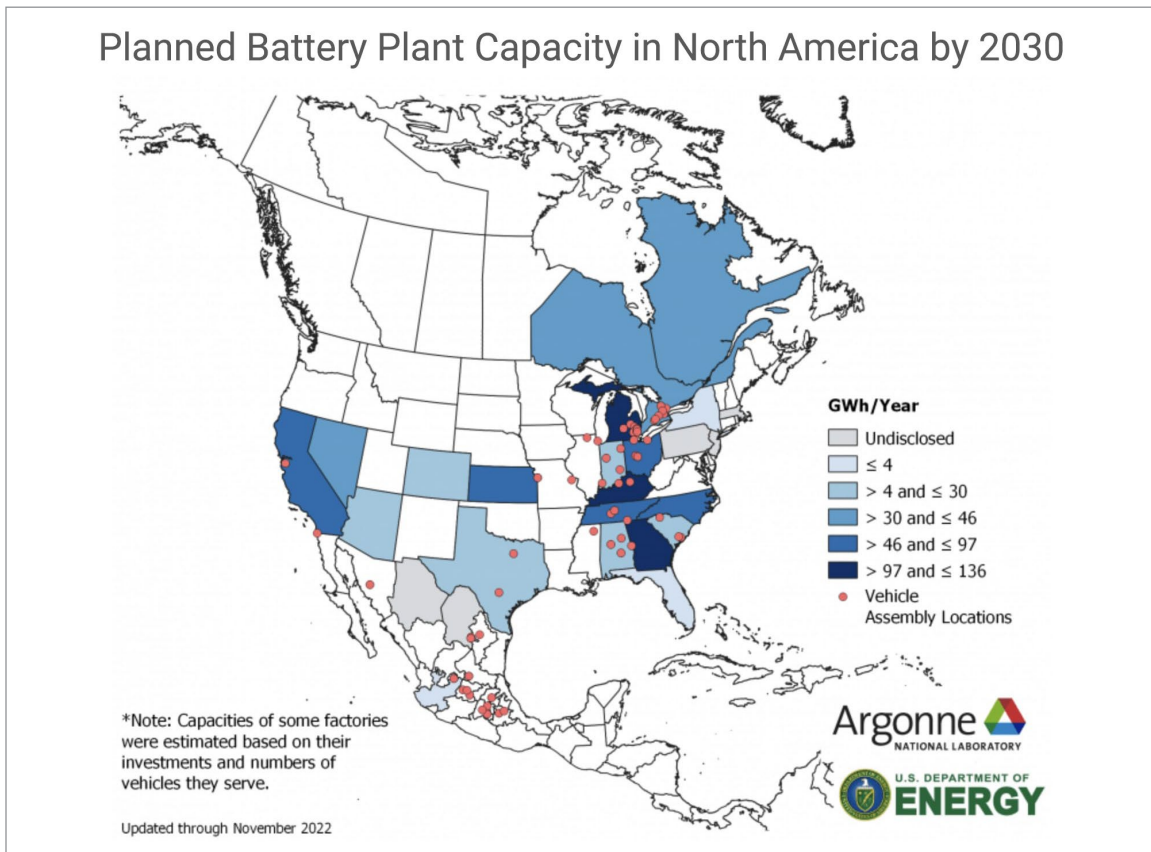 Planned Battery Plant Capacity in North America by 2030
GWh/Year
Undisclosed
≤ 4
> 4 and ≤ 30
> 30 and ≤ 46
> 46 and ≤ 97
> 97 and ≤ 136
Vehicle
Assembly Locations
*Note: Capacities of some factories
were estimated based on their
investments and numbers of
vehicles they serve.
Updated through November 2022
Argonne
NATIONAL LABORATORY
U.S. DEPARTMENT OF
ENERGY